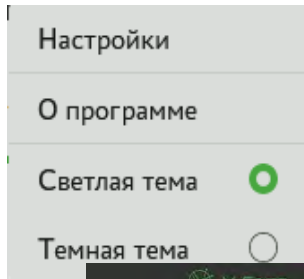 Настройки
О программе
Светлая тема
Темная тема